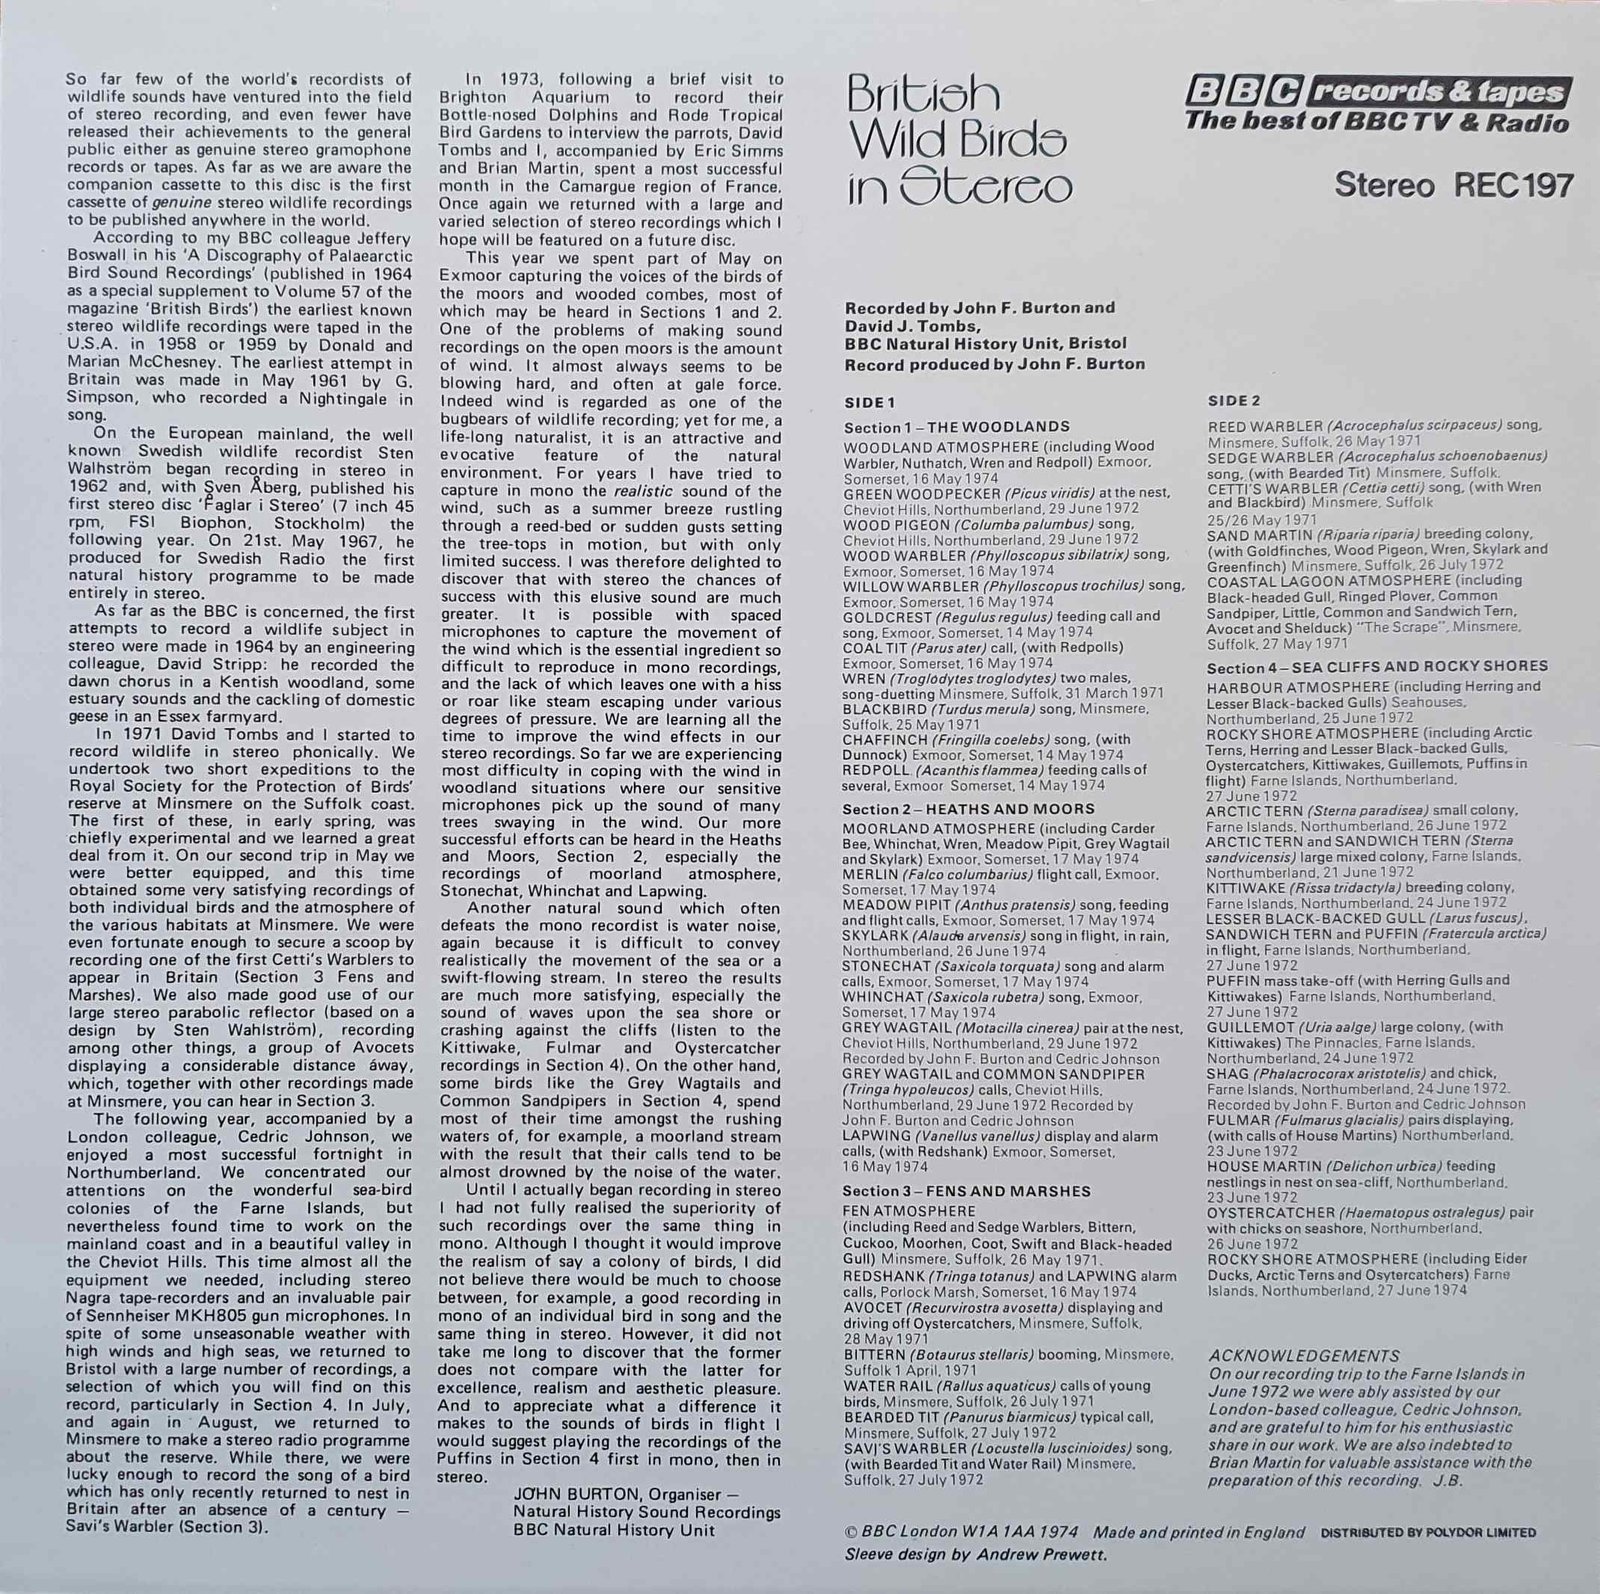 So far few of the world's recordists of
wildlife sounds have ventured into the field
of stereo recording, and even fewer have
released their achievements to the general
public either as genuine stereo gramophone
records or tapes. As far as we are aware the
companion cassette to this disc is the first
cassette of genuine stereo wildlife recordings
to be published anywhere in the world.
According to my BBC colleague Jeffery
Boswall in his 'A Discography of Palaearctic
Bird Sound Recordings' (published in 1964
as a special supplement to Volume 57 of the
magazine 'British Birds') the earliest known
stereo wildlife recordings were taped in the
U.S.A. in 1958 or 1959 by Donald and
Marian McChesney. The earliest attempt in
Britain was made in May 1961 by G.
Simpson, who recorded a Nightingale in
song.
On the European mainland, the well
known Swedish wildlife recordist Sten
Walhström began recording in stereo in
1962 and, with Sven Åberg, published his
first stereo disc 'Faglar i Stereo' (7 inch 45
rpm, FSI Biophon, Stockholm) the
following year. On 21st. May 1967, he
produced for Swedish Radio the first
natural history programme to be made
entirely in stereo.
As far as the BBC is concerned, the first
attempts to record a wildlife subject in
stereo were made in 1964 by an engineering
colleague, David Stripp: he recorded the
dawn chorus in a Kentish woodland, some
estuary sounds and the cackling of domestic
geese in an Essex farmyard.
In 1971 David Tombs and I started to
record wildlife in stereo phonically. We
undertook two short expeditions to the
Royal Society for the Protection of Birds'
reserve at Minsmere on the Suffolk coast.
The first of these, in early spring, was
chiefly experimental and we learned a great
deal from it. On our second trip in May we
were better equipped, and this time
obtained some very satisfying recordings of
both individual birds and the atmosphere of
the various habitats at Minsmere. We were
even fortunate enough to secure a scoop by
recording one of the first Cetti's Warblers to
appear in Britain (Section 3 Fens and
Marshes). We also made good use of our
large stereo parabolic reflector (based on a
design by Sten Wahlström), recording
among other things, a group of Avocets
displaying a considerable distance áway,
which, together with other recordings made
at Minsmere, you can hear in Section 3.
The following year, accompanied by a
London colleague, Cedric Johnson, we
enjoyed a most successful fortnight in
Northumberland. We concentrated our
attentions on the wonderful sea-bird
colonies of the Farne Islands, but
nevertheless found time to work on the
mainland coast and in a beautiful valley in
the Cheviot Hills. This time almost all the
equipment we needed, including stereo
Nagra tape-recorders and an invaluable pair
of Sennheiser MKH805 gun microphones. In
spite of some unseasonable weather with
high winds and high seas, we returned to
Bristol with a large number of recordings, a
selection of which you will find on this
record, particularly in Section 4. In July,
and again in August, we returned to
Minsmere to make a stereo radio programme
about the reserve. While there, we were
lucky enough to record the song of a bird
which has only recently returned to nest in
Britain after an absence of a century –
Savi's Warbler (Section 3).
In 1973, following a brief visit to
Brighton Aquarium to record their
Bottle-nosed Dolphins and Rode Tropical
Bird Gardens to interview the parrots, David
Tombs and I, accompanied by Eric Simms
and Brian Martin, spent a most successful
month in the Camargue region of France.
Once again we returned with a large and
varied selection of stereo recordings which I
hope will be featured on a future disc.
This year we spent part of May on
Exmoor capturing the voices of the birds of
the moors and wooded combes, most of
which may be heard in Sections 1 and 2.
One of the problems of making sound
recordings on the open moors is the amount
of wind. It almost always seems to be
blowing hard, and often at gale force.
Indeed wind is regarded as one of the
bugbears of wildlife recording; yet for me, a
life-long naturalist, it is an attractive and
evocative feature of the natural
environment. For years I have tried to
capture in mono the realistic sound of the
wind, such as a summer breeze rustling
through a reed-bed or sudden gusts setting
the tree-tops in motion, but with only
limited success. I was therefore delighted to
discover that with stereo the chances of
success with this elusive sound are much
greater. It is possible with spaced
microphones to capture the movement of
the wind which is the essential ingredient so
difficult to reproduce in mono recordings,
and the lack of which leaves one with a hiss
or roar like steam escaping under various
degrees of pressure. We are learning all the
time to improve the wind effects in our
stereo recordings. So far we are experiencing
most difficulty in coping with the wind in
woodland situations where our sensitive
microphones pick up the sound of many
trees swaying in the wind. Our more
successful efforts can be heard in the Heaths
and Moors, Section 2, especially the
recordings of moorland atmosphere,
Stonechat, Whinchat and Lapwing.
Another natural sound which often
defeats the mono recordist is water noise,
again because it is difficult to convey
realistically the movement of the sea or a
swift-flowing stream. In stereo the results
are much more satisfying, especially the
sound of waves upon the sea shore or
crashing against the cliffs (listen to the
Kittiwake, Fulmar and Oystercatcher
recordings in Section 4). On the other hand,
some birds like the Grey Wagtails and
Common Sandpipers in Section 4, spend
most of their time amongst the rushing
waters of, for example, a moorland stream
with the result that their calls tend to be
almost drowned by the noise of the water.
Until I actually began recording in stereo
I had not fully realised the superiority of
such recordings over the same thing in
mono. Although I thought it would improve
the realism of say a colony of birds, I did
not believe there would be much to choose
between, for example, a good recording in
mono of an individual bird in song and the
same thing in stereo. However, it did not
take me long to discover that the former
does not compare with the latter for
excellence, realism and aesthetic pleasure.
And to appreciate what a difference it
makes to the sounds of birds in flight I
would suggest playing the recordings of the
Puffins in Section 4 first in mono, then in
stereo.
JOHN BURTON, Organiser –
Natural History Sound Recordings
BBC Natural History Unit
British
Wild Birds
in Stereo
BBC records & tapes
The best of BBC TV & Radio
Stereo REC197
Recorded by John F. Burton and
David J. Tombs,
BBC Natural History Unit, Bristol
Record produced by John F. Burton
SIDE 1
Section 1 – THE WOODLANDS
WOODLAND ATMOSPHERE (including Wood
Warbler, Nuthatch, Wren and Redpoll) Exmoor,
Somerset, 16 May 1974
GREEN WOODPECKER (Picus viridis) at the nest,
Cheviot Hills, Northumberland, 29 June 1972
WOOD PIGEON (Columba palumbus) song,
Cheviot Hills, Northumberland, 29 June 1972
WOOD WARBLER (Phylloscopus sibilatrix) song,
Exmoor, Somerset, 16 May 1974
WILLOW WARBLER (Phylloscopus trochilus) song,
Exmoor, Somerset, 16 May 1974
GOLDCREST (Regulus regulus) feeding call and
song, Exmoor, Somerset, 14 May 1974
COAL TIT (Parus ater) call, (with Redpolls)
Exmoor, Somerset, 16 May 1974
WREN (Troglodytes troglodytes) two males,
song-duetting Minsmere, Suffolk, 31 March 1971
BLACKBIRD (Turdus merula) song, Minsmere,
Suffolk, 25 May 1971
CHAFFINCH (Fringilla coelebs) song, (with
Dunnock) Exmoor, Somerset, 14 May 1974
REDPOLL (Acanthis flammea) feeding calls of
several, Exmoor Somerset, 14 May 1974
Section 2 – HEATHS AND MOORS
MOORLAND ATMOSPHERE (including Carder
Bee, Whinchat, Wren, Meadow Pipit, Grey Wagtail
and Skylark) Exmoor, Somerset, 17 May 1974
MERLIN (Falco columbarius) flight call, Exmoor,
Somerset, 17 May 1974
MEADOW PIPIT (Anthus pratensis) song, feeding
and flight calls, Exmoor, Somerset, 17 May 1974
SKYLARK (Alauda arvensis) song in flight, in rain,
Northumberland, 26 June 1974
STONECHAT (Saxicola torquata) song and alarm
calls, Exmoor, Somerset, 17 May 1974
WHINCHAT (Saxicola rubetra) song, Exmoor,
Somerset, 17 May 1974
GREY WAGTAIL (Motacilla cinerea) pair at the nest,
Cheviot Hills, Northumberland, 29 June 1972
Recorded by John F. Burton and Cedric Johnson
GREY WAGTAIL and COMMON SANDPIPER
(Tringa hypoleucos) calls, Cheviot Hills,
Northumberland, 29 June 1972 Recorded by
John F. Burton and Cedric Johnson
LAPWING (Vanellus vanellus) display and alarm
calls, (with Redshank) Exmoor, Somerset,
16 May 1974
Section 3 – FENS AND MARSHES
FEN ATMOSPHERE
(including Reed and Sedge Warblers, Bittern,
Cuckoo, Moorhen, Coot, Swift and Black-headed
Gull) Minsmere, Suffolk, 26 May 1971.
REDSHANK (Tringa totanus) and LAPWING alarm
calls, Porlock Marsh, Somerset, 16 May 1974
AVOCET (Recurvirostra avosetta) displaying and
driving off Oystercatchers, Minsmere, Suffolk,
28 May 1971
BITTERN (Botaurus stellaris) booming, Minsmere,
Suffolk 1 April, 1971
WATER RAIL (Rallus aquaticus) calls of young
birds, Minsmere, Suffolk, 26 July 1971
BEARDED TIT (Panurus biarmicus) typical call,
Minsmere, Suffolk, 27 July 1972
SAVI'S WARBLER (Locustella luscinioides) song,
(with Bearded Tit and Water Rail) Minsmere,
Suffolk, 27 July 1972
SIDE 2
REED WARBLER (Acrocephalus scirpaceus) song,
Minsmere, Suffolk, 26 May 1971
SEDGE WARBLER (Acrocephalus schoenobaenus)
song, (with Bearded Tit) Minsmere, Suffolk,
CETTI'S WARBLER (Cettia cetti) song, (with Wren
and Blackbird) Minsmere, Suffolk
25/26 May 1971
SAND MARTIN (Riparia riparia) breeding colony,
(with Goldfinches, Wood Pigeon, Wren, Skylark and
Greenfinch) Minsmere, Suffolk, 26 July 1972
COASTAL LAGOON ATMOSPHERE (including
Black-headed Gull, Ringed Plover, Common
Sandpiper, Little, Common and Sandwich Tern,
Avocet and Shelduck) "The Scrape", Minsmere,
Suffolk, 27 May 1971
Section 4 – SEA CLIFFS AND ROCKY SHORES
HARBOUR ATMOSPHERE (including Herring and
Lesser Black-backed Gulls) Seahouses,
Northumberland, 25 June 1972
ROCKY SHORE ATMOSPHERE (including Arctic
Terns, Herring and Lesser Black-backed Gulls,
Oystercatchers, Kittiwakes, Guillemots, Puffins in
flight) Farne Islands, Northumberland,
27 June 1972
ARCTIC TERN (Sterna paradisea) small colony,
Farne Islands, Northumberland, 26 June 1972
ARCTIC TERN and SANDWICH TERN (Sterna
sandvicensis) large mixed colony, Farne Islands,
Northumberland, 21 June 1972
KITTIWAKE (Rissa tridactyla) breeding colony,
Farne Islands, Northumberland, 24 June 1972
LESSER BLACK-BACKED GULL (Larus fuscus),
SANDWICH TERN and PUFFIN (Fratercula arctica)
in flight, Farne Islands, Northumberland,
27 June 1972
PUFFIN mass take-off (with Herring Gulls and
Kittiwakes) Farne Islands, Northumberland,
27 June 1972
GUILLEMOT (Uria aalge) large colony, (with
Kittiwakes) The Pinnacles, Farne Islands,
Northumberland, 24 June 1972
SHAG (Phalacrocorax aristotelis) and chick,
Farne Islands, Northumberland, 24 June 1972.
Recorded by John F. Burton and Cedric Johnson
FULMAR (Fulmarus glacialis) pairs displaying,
(with calls of House Martins) Northumberland,
23 June 1972
HOUSE MARTIN (Delichon urbica) feeding
nestlings in nest on sea-cliff, Northumberland,
23 June 1972
OYSTERCATCHER (Haematopus ostralegus) pair
with chicks on seashore, Northumberland,
26 June 1972
ROCKY SHORE ATMOSPHERE (including Eider
Ducks, Arctic Terns and Osytercatchers) Farne
Islands, Northumberland, 27 June 1974
ACKNOWLEDGEMENTS
On our recording trip to the Farne Islands in
June 1972 we were ably assisted by our
London-based colleague, Cedric Johnson,
and are grateful to him for his enthusiastic
share in our work. We are also indebted to
Brian Martin for valuable assistance with the
preparation of this recording. J.B.
© BBC London W1A 1AA 1974 Made and printed in England DISTRIBUTED BY POLYDOR LIMITED
Sleeve design by Andrew Prewett.